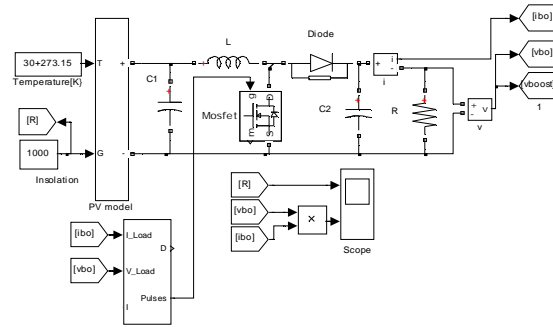 [ibo]
Diode
L
30+273.15
T
+
C1
+
-
i
i
[vbo]
Temperature[K]
g
D
Mosfet
m
S
C2
R
+
-
v
v
[vboost]
1
[R]
1000
G
-
Insolation
PV model
[R]
[vbo]
[ibo]
×
Scope
[ibo]
I_Load
D
[vbo]
V_Load
Pulses
I